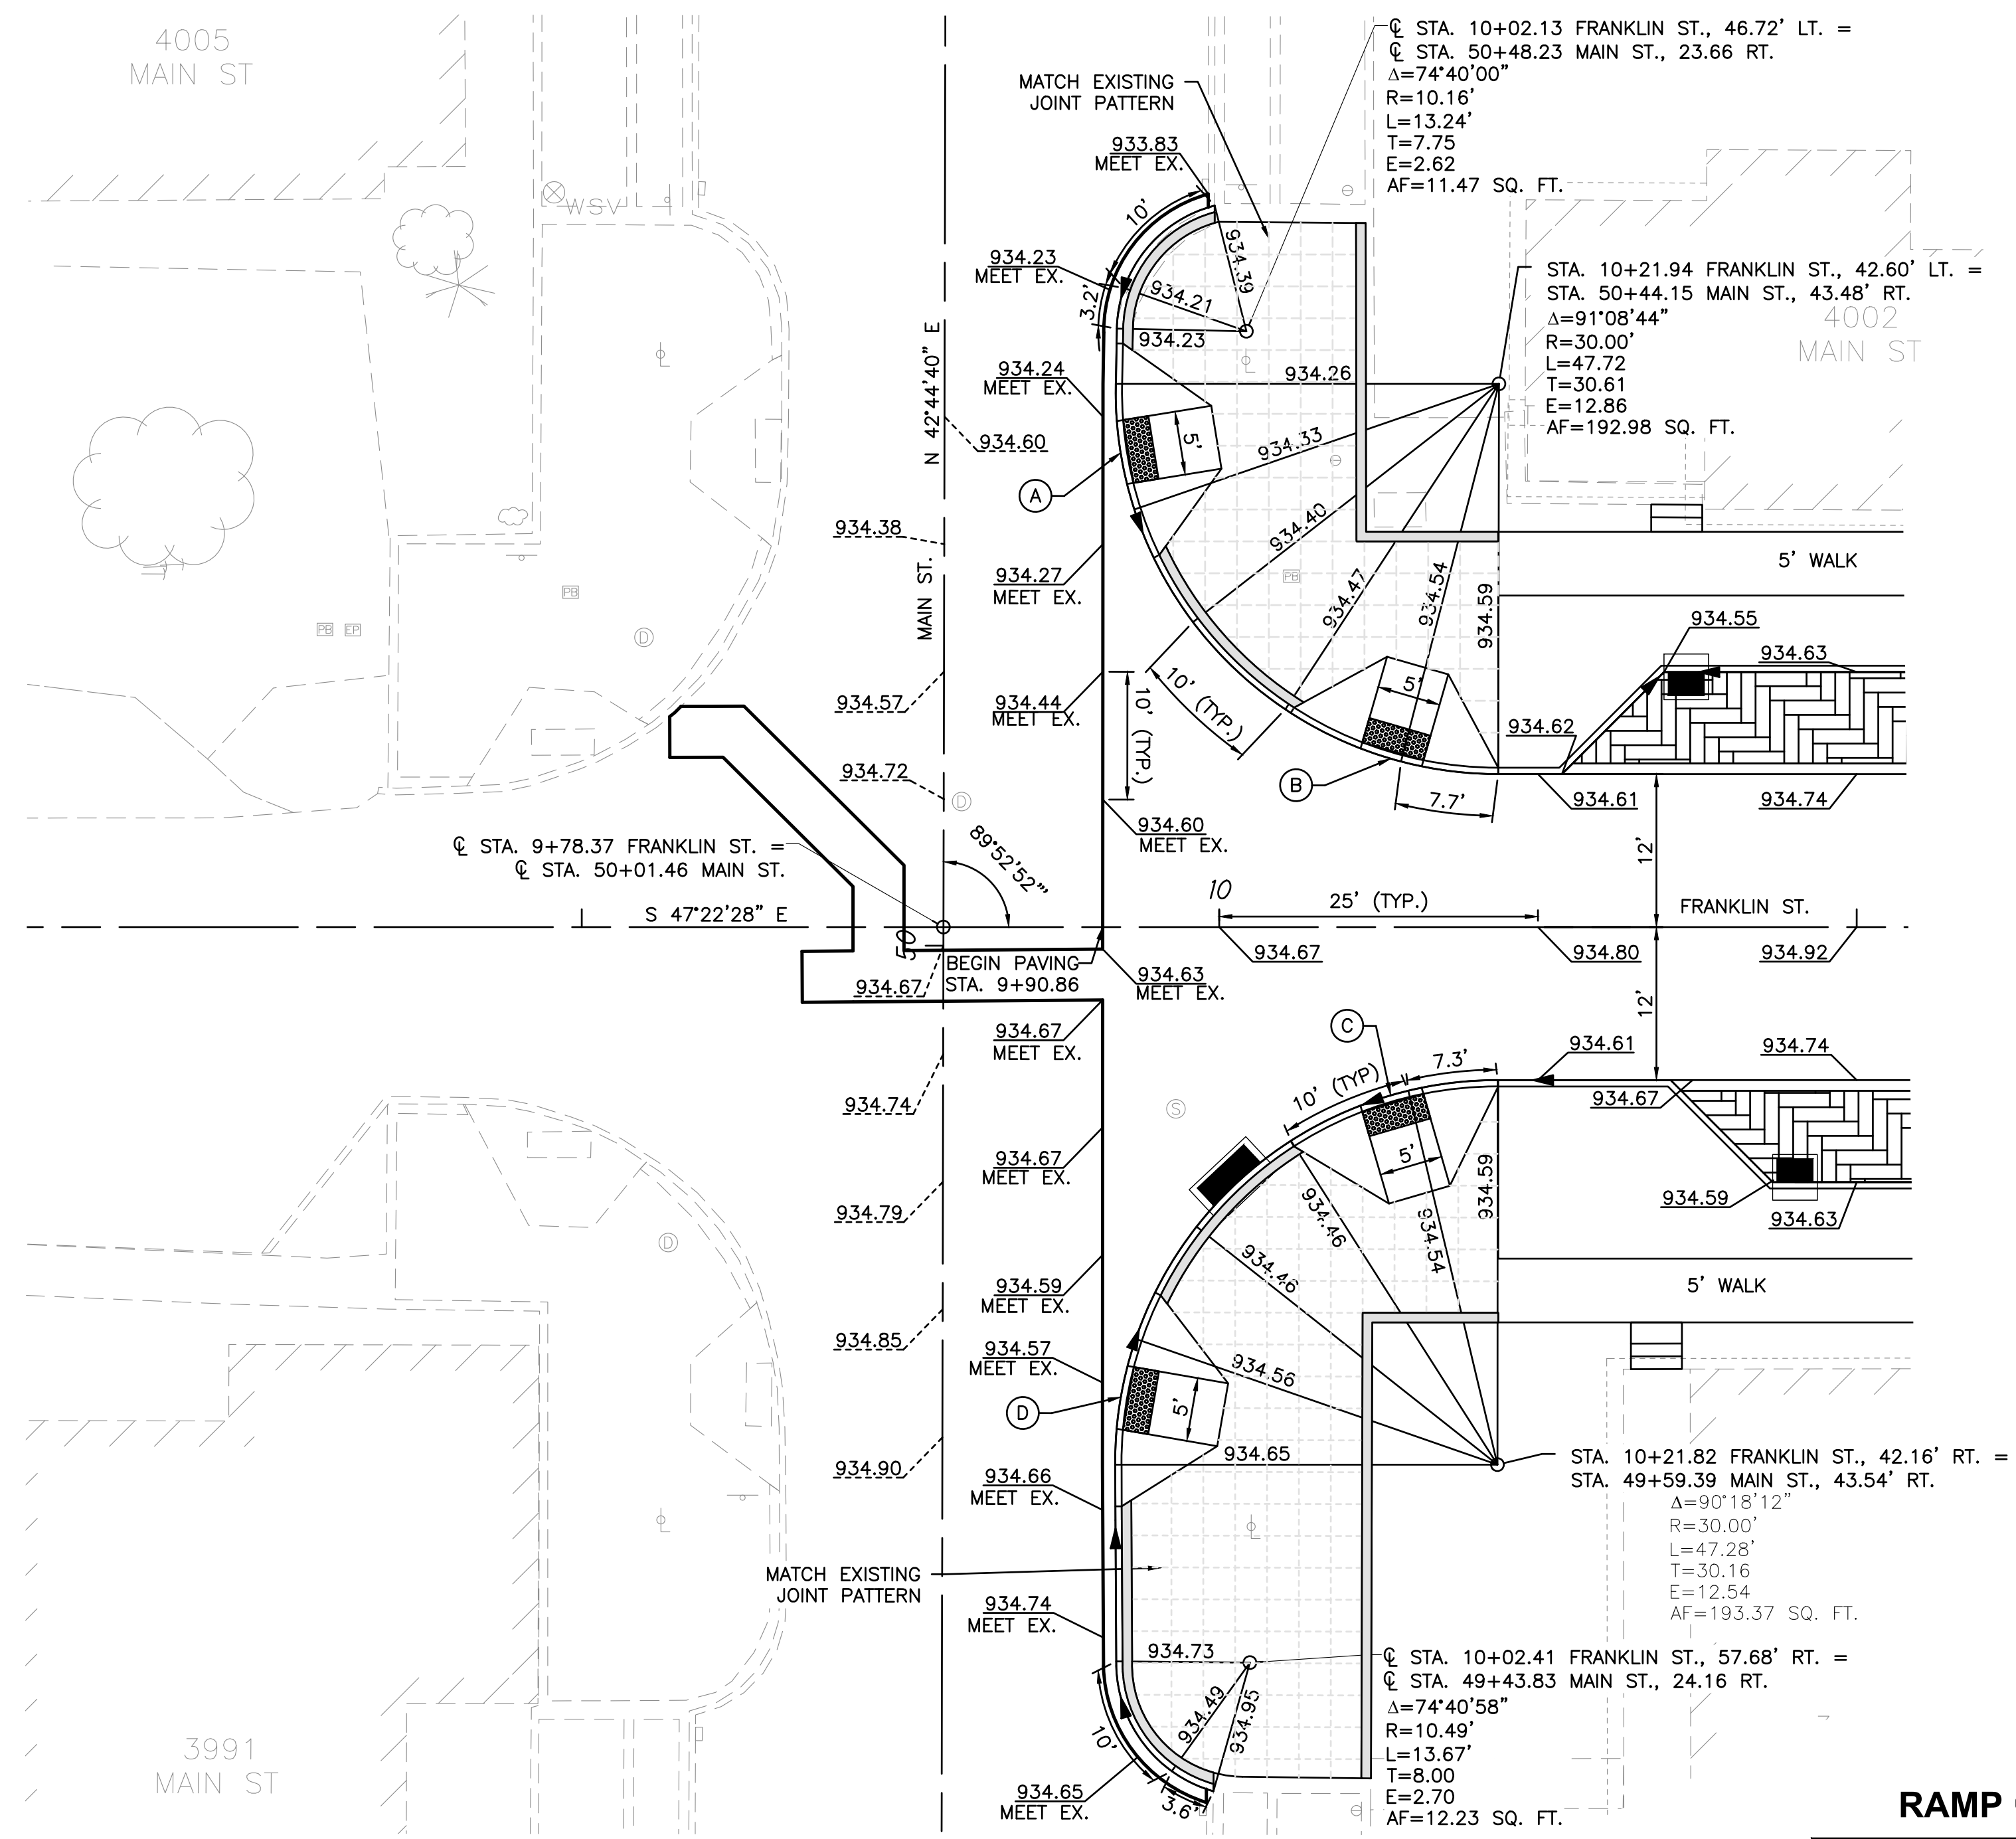 4005
MAIN ST
℄ STA. 10+02.13 FRANKLIN ST., 46.72' LT. =
℄ STA. 50+48.23 MAIN ST., 23.66 RT.
Δ=74°40'00"
R=10.16'
L=13.24'
T=7.75
E=2.62
AF=11.47 SQ. FT.
MATCH EXISTING
JOINT PATTERN
933.83
MEET EX.
10'
WSV
934.39
934.23
MEET EX.
934.21
3.2'
934.23
STA. 10+21.94 FRANKLIN ST., 42.60' LT. =
STA. 50+44.15 MAIN ST., 43.48' RT.
Δ=91°08'44"
R=30.00'
L=47.72
T=30.61
E=12.86
AF=192.98 SQ. FT.
4002
MAIN ST
N 42°44'40" E
934.24
MEET EX.
934.26
934.60
934.33
5'
A
934.40
934.38
MAIN ST.
934.27
MEET EX.
934.47
934.54
934.59
5' WALK
PB
PB
PB EP
D
934.55
934.63
934.57
934.44
MEET EX.
10' (TYP.)
10' (TYP.)
5'
934.62
934.72
D
B
7.7'
934.61
934.74
934.60
MEET EX.
℄ STA. 9+78.37 FRANKLIN ST. =
℄ STA. 50+01.46 MAIN ST.
89°52'52"'
12'
S 47°22'28" E
10
25' (TYP.)
FRANKLIN ST.
50
BEGIN PAVING
STA. 9+90.86
934.67
934.63
MEET EX.
934.67
934.80
934.92
12'
934.67
MEET EX.
C
934.61
934.74
7.3'
10' (TYP)
934.74
S
934.67
934.67
MEET EX.
5'
934.59
934.59
934.63
934.79
D
934.46
934.54
934.46
934.59
MEET EX.
5' WALK
934.85
934.57
MEET EX.
934.56
D
5'
934.65
934.90
934.66
MEET EX.
STA. 10+21.82 FRANKLIN ST., 42.16' RT. =
STA. 49+59.39 MAIN ST., 43.54' RT.
Δ=90°18'12"
R=30.00'
L=47.28'
T=30.16
E=12.54
AF=193.37 SQ. FT.
MATCH EXISTING
JOINT PATTERN
934.74
MEET EX.
934.73
℄ STA. 10+02.41 FRANKLIN ST., 57.68' RT. =
℄ STA. 49+43.83 MAIN ST., 24.16 RT.
Δ=74°40'58"
R=10.49'
L=13.67'
T=8.00
E=2.70
AF=12.23 SQ. FT.
934.49
934.95
10'
3.6'
934.65
MEET EX.
3991
MAIN ST
RAMP